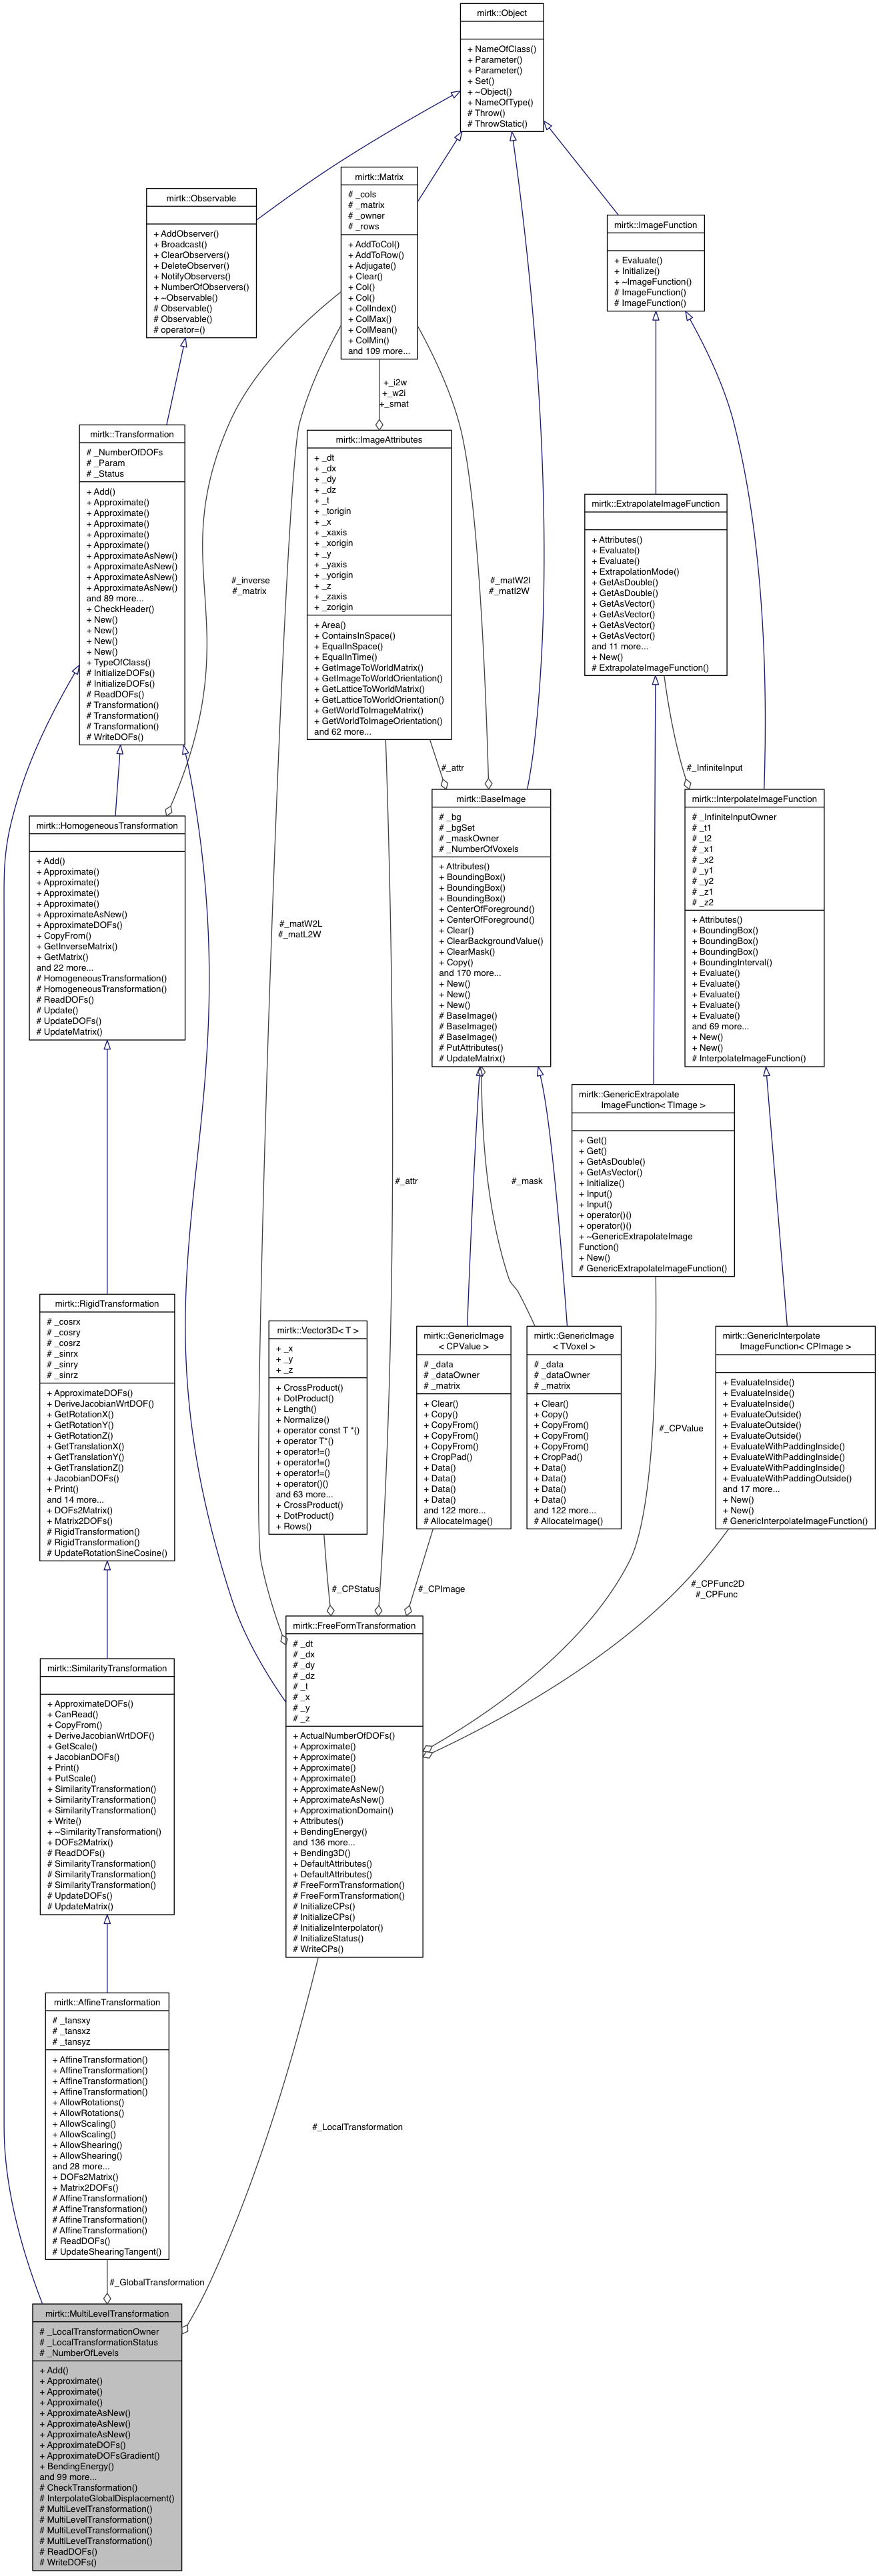 mirtk::Object
+ NameOfClass()
+ Parameter()
+ Parameter()
+ Set()
+ ~Object()
+ NameOfType()
# Throw()
# ThrowStatic()
mirtk::Matrix
# _cols
# _matrix
# _owner
# _rows
+ AddToCol()
+ AddToRow()
+ Adjugate()
+ Clear()
+ Col()
+ Col()
+ ColIndex()
+ ColMax()
+ ColMean()
+ ColMin()
and 109 more...
mirtk::Observable
+ AddObserver()
+ Broadcast()
+ ClearObservers()
+ DeleteObserver()
+ NotifyObservers()
+ NumberOfObservers()
+ ~Observable()
# Observable()
# Observable()
# operator=()
mirtk::ImageFunction
+ Evaluate()
+ Initialize()
+ ~ImageFunction()
# ImageFunction()
# ImageFunction()
+_i2w
+_w2i
+_smat
mirtk::Transformation
# _NumberOfDOFs
# _Param
# _Status
+ Add()
+ Approximate()
+ Approximate()
+ Approximate()
+ Approximate()
+ Approximate()
+ ApproximateAsNew()
+ ApproximateAsNew()
+ ApproximateAsNew()
+ ApproximateAsNew()
and 89 more...
+ CheckHeader()
+ New()
+ New()
+ New()
+ New()
+ TypeOfClass()
# InitializeDOFs()
# InitializeDOFs()
# ReadDOFs()
# Transformation()
# Transformation()
# Transformation()
# WriteDOFs()
mirtk::ImageAttributes
+ _dt
+ _dx
+ _dy
+ _dz
+ _t
+ _torigin
+ _x
+ _xaxis
+ _xorigin
+ _y
+ _yaxis
+ _yorigin
+ _z
+ _zaxis
+ _zorigin
+ Area()
+ ContainsInSpace()
+ EqualInSpace()
+ EqualInTime()
+ GetImageToWorldMatrix()
+ GetImageToWorldOrientation()
+ GetLatticeToWorldMatrix()
+ GetLatticeToWorldOrientation()
+ GetWorldToImageMatrix()
+ GetWorldToImageOrientation()
and 62 more...
mirtk::ExtrapolateImageFunction
+ Attributes()
+ Evaluate()
+ Evaluate()
+ ExtrapolationMode()
+ GetAsDouble()
+ GetAsDouble()
+ GetAsVector()
+ GetAsVector()
+ GetAsVector()
+ GetAsVector()
and 11 more...
+ New()
# ExtrapolateImageFunction()
#_inverse
#_matrix
#_matW2I
#_matI2W
#_attr
#_InfiniteInput
mirtk::HomogeneousTransformation
+ Add()
+ Approximate()
+ Approximate()
+ Approximate()
+ Approximate()
+ ApproximateAsNew()
+ ApproximateDOFs()
+ CopyFrom()
+ GetInverseMatrix()
+ GetMatrix()
and 22 more...
# HomogeneousTransformation()
# HomogeneousTransformation()
# ReadDOFs()
# Update()
# UpdateDOFs()
# UpdateMatrix()
mirtk::BaseImage
# _bg
# _bgSet
# _maskOwner
# _NumberOfVoxels
+ Attributes()
+ BoundingBox()
+ BoundingBox()
+ BoundingBox()
+ CenterOfForeground()
+ CenterOfForeground()
+ Clear()
+ ClearBackgroundValue()
+ ClearMask()
+ Copy()
and 170 more...
+ New()
+ New()
+ New()
# BaseImage()
# BaseImage()
# BaseImage()
# PutAttributes()
# UpdateMatrix()
mirtk::InterpolateImageFunction
# _InfiniteInputOwner
# _t1
# _t2
# _x1
# _x2
# _y1
# _y2
# _z1
# _z2
+ Attributes()
+ BoundingBox()
+ BoundingBox()
+ BoundingBox()
+ BoundingInterval()
+ Evaluate()
+ Evaluate()
+ Evaluate()
+ Evaluate()
+ Evaluate()
and 69 more...
+ New()
+ New()
# InterpolateImageFunction()
#_matW2L
#_matL2W
#_attr
#_mask
mirtk::GenericExtrapolate
ImageFunction< TImage >
+ Get()
+ Get()
+ GetAsDouble()
+ GetAsVector()
+ Initialize()
+ Input()
+ Input()
+ operator()()
+ operator()()
+ ~GenericExtrapolateImage
Function()
+ New()
# GenericExtrapolateImageFunction()
mirtk::RigidTransformation
# _cosrx
# _cosry
# _cosrz
# _sinrx
# _sinry
# _sinrz
+ ApproximateDOFs()
+ DeriveJacobianWrtDOF()
+ GetRotationX()
+ GetRotationY()
+ GetRotationZ()
+ GetTranslationX()
+ GetTranslationY()
+ GetTranslationZ()
+ JacobianDOFs()
+ Print()
and 14 more...
+ DOFs2Matrix()
+ Matrix2DOFs()
# RigidTransformation()
# RigidTransformation()
# UpdateRotationSineCosine()
mirtk::Vector3D< T >
+ _x
+ _y
+ _z
+ CrossProduct()
+ DotProduct()
+ Length()
+ Normalize()
+ operator const T *()
+ operator T*()
+ operator!=()
+ operator!=()
+ operator!=()
+ operator()()
and 63 more...
+ CrossProduct()
+ DotProduct()
+ Rows()
mirtk::GenericImage
< CPValue >
# _data
# _dataOwner
# _matrix
+ Clear()
+ Copy()
+ CopyFrom()
+ CopyFrom()
+ CopyFrom()
+ CropPad()
+ Data()
+ Data()
+ Data()
+ Data()
and 122 more...
# AllocateImage()
mirtk::GenericImage
< TVoxel >
# _data
# _dataOwner
# _matrix
+ Clear()
+ Copy()
+ CopyFrom()
+ CopyFrom()
+ CopyFrom()
+ CropPad()
+ Data()
+ Data()
+ Data()
+ Data()
and 122 more...
# AllocateImage()
mirtk::GenericInterpolate
ImageFunction< CPImage >
+ EvaluateInside()
+ EvaluateInside()
+ EvaluateInside()
+ EvaluateOutside()
+ EvaluateOutside()
+ EvaluateOutside()
+ EvaluateWithPaddingInside()
+ EvaluateWithPaddingInside()
+ EvaluateWithPaddingInside()
+ EvaluateWithPaddingOutside()
and 17 more...
+ New()
+ New()
# GenericInterpolateImageFunction()
#_CPValue
#_CPStatus
#_CPImage
#_CPFunc2D
#_CPFunc
mirtk::FreeFormTransformation
# _dt
# _dx
# _dy
# _dz
# _t
# _x
# _y
# _z
+ ActualNumberOfDOFs()
+ Approximate()
+ Approximate()
+ Approximate()
+ Approximate()
+ ApproximateAsNew()
+ ApproximateAsNew()
+ ApproximationDomain()
+ Attributes()
+ BendingEnergy()
and 136 more...
+ Bending3D()
+ DefaultAttributes()
+ DefaultAttributes()
# FreeFormTransformation()
# FreeFormTransformation()
# InitializeCPs()
# InitializeCPs()
# InitializeInterpolator()
# InitializeStatus()
# WriteCPs()
mirtk::SimilarityTransformation
+ ApproximateDOFs()
+ CanRead()
+ CopyFrom()
+ DeriveJacobianWrtDOF()
+ GetScale()
+ JacobianDOFs()
+ Print()
+ PutScale()
+ SimilarityTransformation()
+ SimilarityTransformation()
+ SimilarityTransformation()
+ Write()
+ ~SimilarityTransformation()
+ DOFs2Matrix()
# ReadDOFs()
# SimilarityTransformation()
# SimilarityTransformation()
# SimilarityTransformation()
# UpdateDOFs()
# UpdateMatrix()
mirtk::AffineTransformation
# _tansxy
# _tansxz
# _tansyz
+ AffineTransformation()
+ AffineTransformation()
+ AffineTransformation()
+ AffineTransformation()
+ AllowRotations()
+ AllowRotations()
+ AllowScaling()
+ AllowScaling()
+ AllowShearing()
+ AllowShearing()
and 28 more...
+ DOFs2Matrix()
+ Matrix2DOFs()
# AffineTransformation()
# AffineTransformation()
# AffineTransformation()
# AffineTransformation()
# ReadDOFs()
# UpdateShearingTangent()
#_LocalTransformation
#_GlobalTransformation
mirtk::MultiLevelTransformation
# _LocalTransformationOwner
# _LocalTransformationStatus
# _NumberOfLevels
+ Add()
+ Approximate()
+ Approximate()
+ Approximate()
+ ApproximateAsNew()
+ ApproximateAsNew()
+ ApproximateAsNew()
+ ApproximateDOFs()
+ ApproximateDOFsGradient()
+ BendingEnergy()
and 99 more...
# CheckTransformation()
# InterpolateGlobalDisplacement()
# MultiLevelTransformation()
# MultiLevelTransformation()
# MultiLevelTransformation()
# MultiLevelTransformation()
# ReadDOFs()
# WriteDOFs()